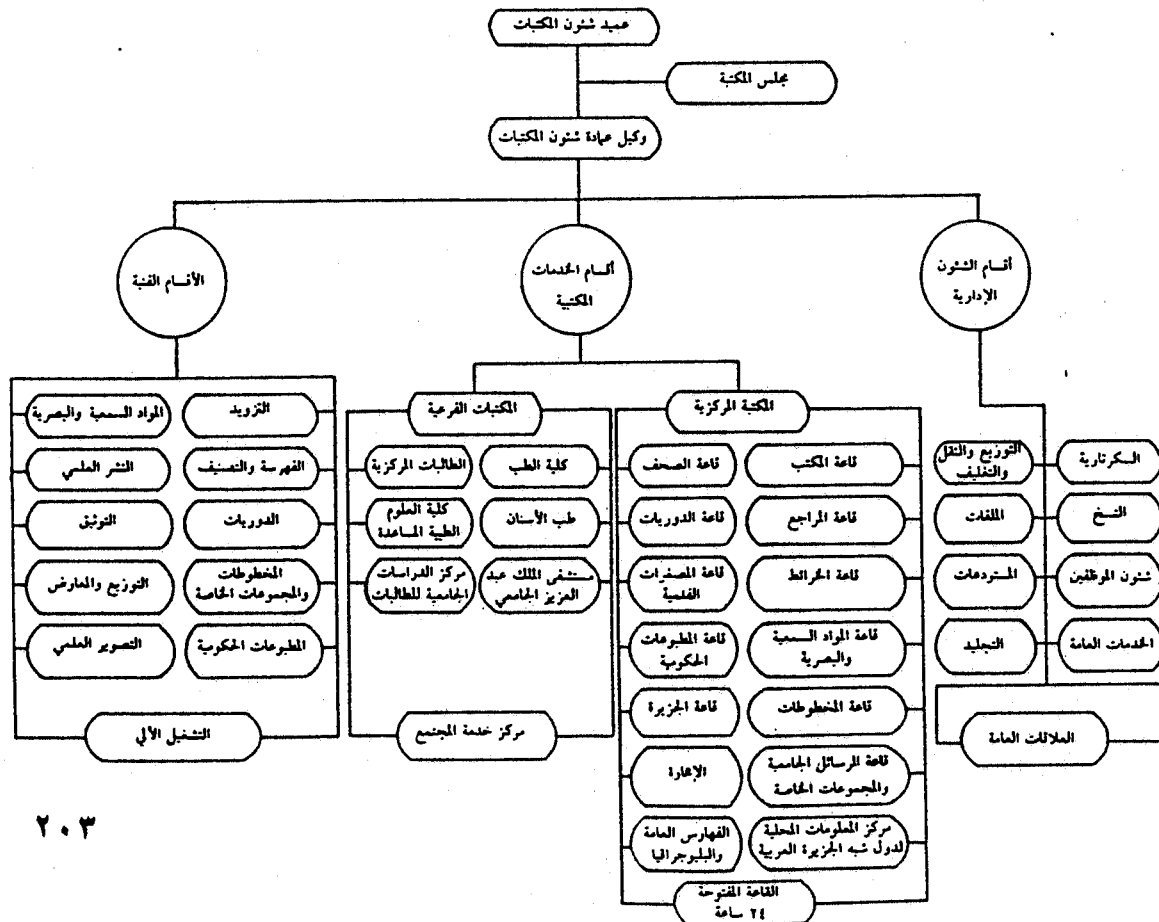 عميد شئون المكتبات
مجلس المكتبة
وكيل عمادة شئون المكتبات
أقسام الشئون
الإدارية
أقسام الخدمات
المكتبية
الأقسام الفنية
السكرتارية
التوزيع والنقل
والتغليف
النسخ
الملفات
شئون الموظفين
المستردعات
الخدمات العامة
التجليد
العلاقات العامة
المكتبة المركزية
قاعة المكتب
قاعة الصحف
قاعة المراجع
قاعة الدوريات
قاعة الخرائط
قاعة المصغرات
الفلمية
قاعة المواد السمعية
والبصرية
قاعة المطبوعات
الحكومية
قاعة المخطوطات
قاعة الجزيرة
قاعة الرسائل الجامعية
والمجموعات الخاصة
الإعارة
مركز المعلومات المحلية
لدول شبه الجزيرة العربية
الفهارس العامة
والببليوجرافيا
القاعة المفتوحة
٢٤ ساعة
المكتبات الفرعية
كلية الطب
الطالبات المركزية
طب الأسنان
كلية العلوم
الطبية المساعدة
مستشفى الملك عبد
العزيز الجامعي
مركز الدراسات
الجامعية للطالبات
مركز خدمة المجتمع
التزويد
المواد السمعية والبصرية
الفهرسة والتصنيف
النشر العلمي
الدوريات
التوثيق
المخطوطات
والمجموعات الخاصة
التوزيع والمعارض
المطبوعات الحكومية
التصوير العلمي
التشغيل الآلي
٢٠٣